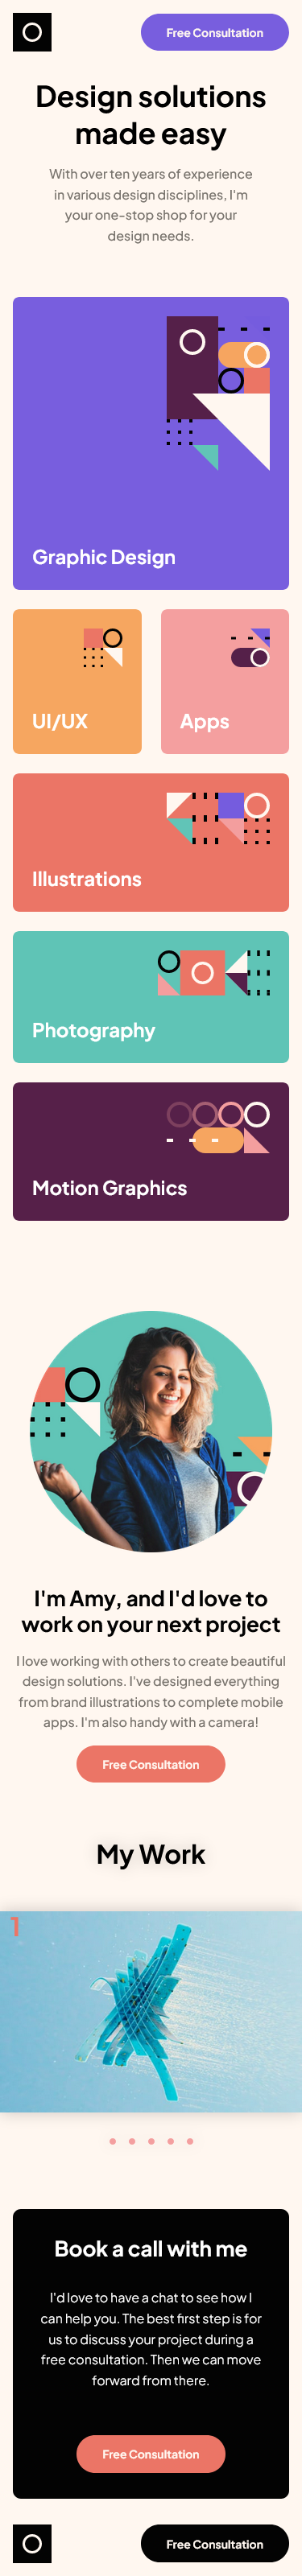 Free Consultation
Design solutions
made easy
With over ten years of experience
in various design disciplines, I'm
your one-stop shop for your
design needs.
Graphic Design
UI/UX
Apps
Illustrations
Photography
Motion Graphics
I'm Amy, and I'd love to
work on your next project
I love working with others to create beautiful
design solutions. I've designed everything
from brand illustrations to complete mobile
apps. I'm also handy with a camera!
Free Consultation
My Work
1
Book a call with me
I'd love to have a chat to see how I
can help you. The best first step is for
us to discuss your project during a
free consultation. Then we can move
forward from there.
Free Consultation
Free Consultation